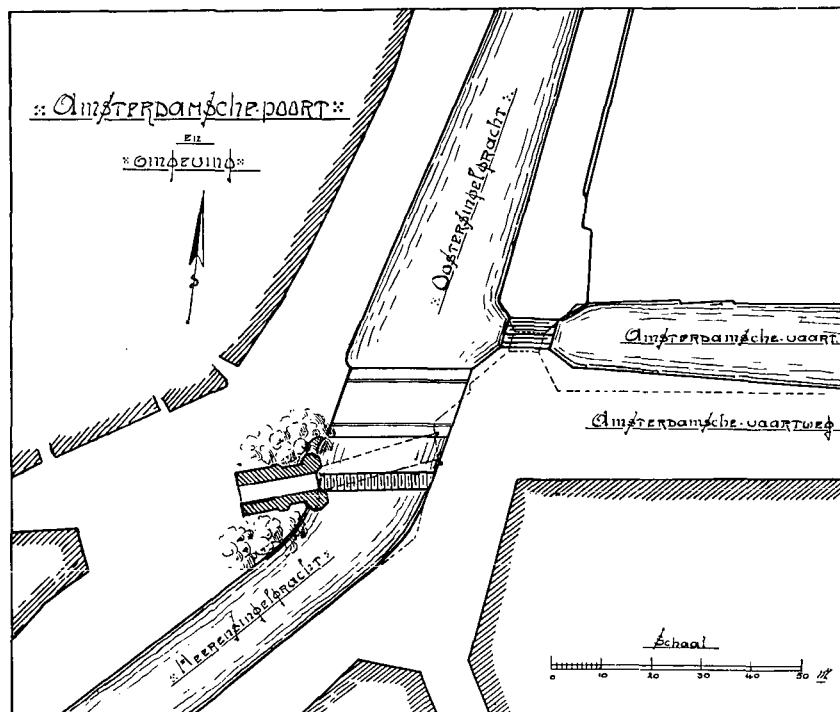 Amsterdamsche-poort
en
omgeving
Oostersingelgracht
Amsterdamsche-vaart
Amsterdamsche-vaartweg
Heerensingelgracht
Schaal
0 10 20 30 40 50 M